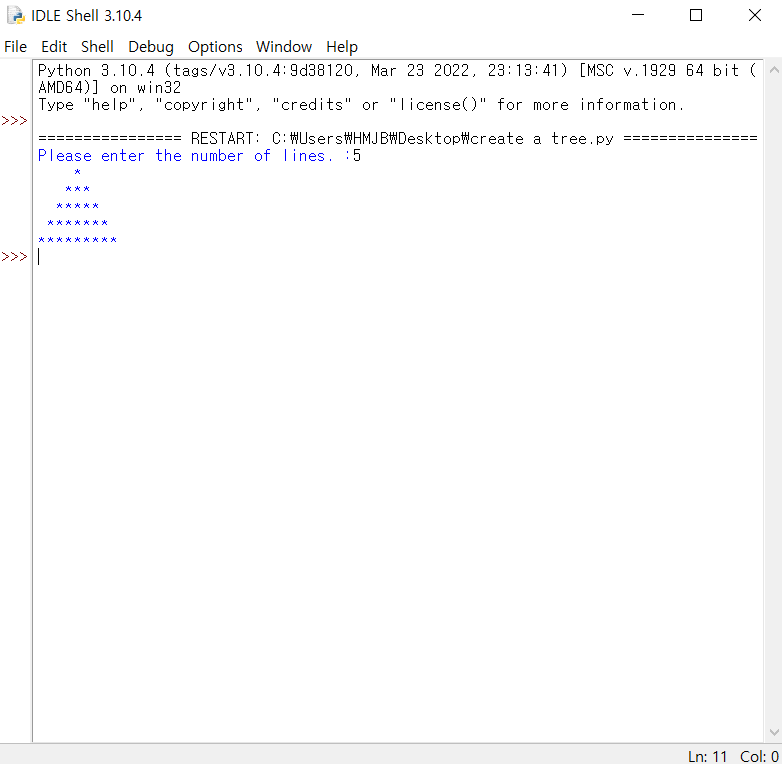 IDLE Shell 3.10.4
File Edit Shell Debug Options Window Help
Python 3.10.4 (tags/v3.10.4:9d38120, Mar 23 2022, 23:13:41) [MSC v.1929 64 bit (
AMD64)] on win32
Type "help", "copyright", "credits" or "license()" for more information.
>>>
================ RESTART: C:₩Users₩HMJB₩Desktop₩create a tree.py ===============
Please enter the number of lines. :5
    *
   ***
  *****
 *******
*********
>>>
Ln: 11 Col: 0